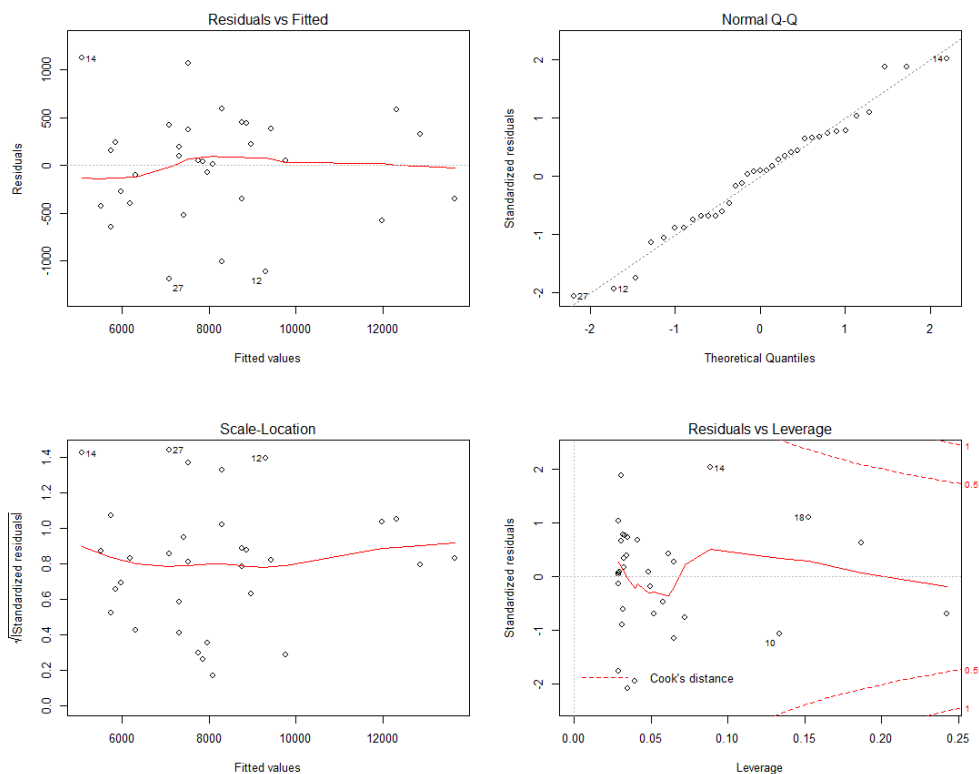 Residuals vs Fitted
Residuals
1000
500
0
-500
-1000
14
27
12
6000 8000 10000 12000
Fitted values
Normal Q-Q
Standardized residuals
2
1
0
-1
-2
14
27
12
-2 -1 0 1 2
Theoretical Quantiles
Scale-Location
√|Standardized residuals|
1.4
1.2
1.0
0.8
0.6
0.4
0.2
0.0
14
27
12
6000 8000 10000 12000
Fitted values
Residuals vs Leverage
Standardized residuals
2
1
0
-1
-2
14
18
10
1
0.5
0.5
1
Cook's distance
0.00 0.05 0.10 0.15 0.20 0.25
Leverage